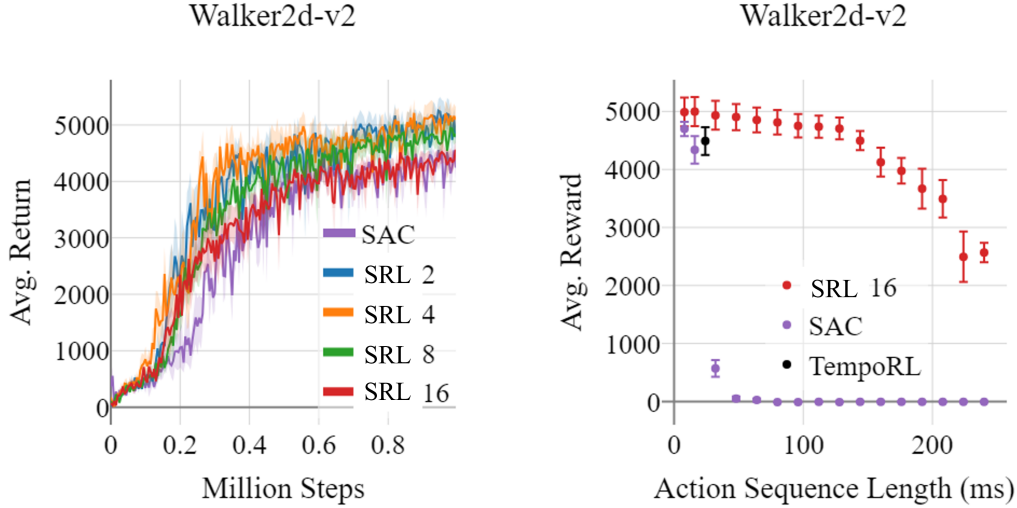 Walker2d-v2
Avg. Return
5000
4000
3000
2000
1000
0
0
0.2
0.4
0.6
0.8
Million Steps
SAC
SRL 2
SRL 4
SRL 8
SRL 16
Walker2d-v2
Avg. Reward
5000
4000
3000
2000
1000
0
0
100
200
Action Sequence Length (ms)
SRL 16
SAC
TempoRL